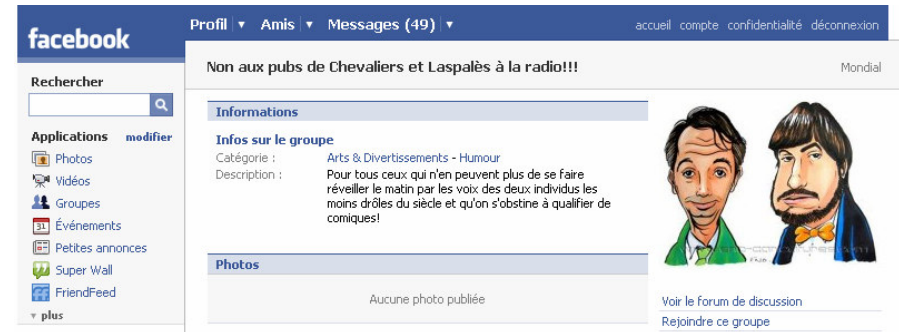 facebook
Profil ▼ Amis ▼ Messages (49) ▼
accueil compte confidentialité déconnexion
Rechercher
Applications modifier
Photos
Vidéos
Groupes
31 Événements
Petites annonces
Super Wall
FF FriendFeed
▼ plus
Non aux pubs de Chevaliers et Laspalès à la radio!!!
Mondial
Informations
Infos sur le groupe
Catégorie : Arts & Divertissements - Humour
Description : Pour tous ceux qui n'en peuvent plus de se faire
réveiller le matin par les voix des deux individus les
moins drôles du siècle et qu'on s'obstine à qualifier de
comiques!
Photos
Aucune photo publiée
Voir le forum de discussion
Rejoindre ce groupe